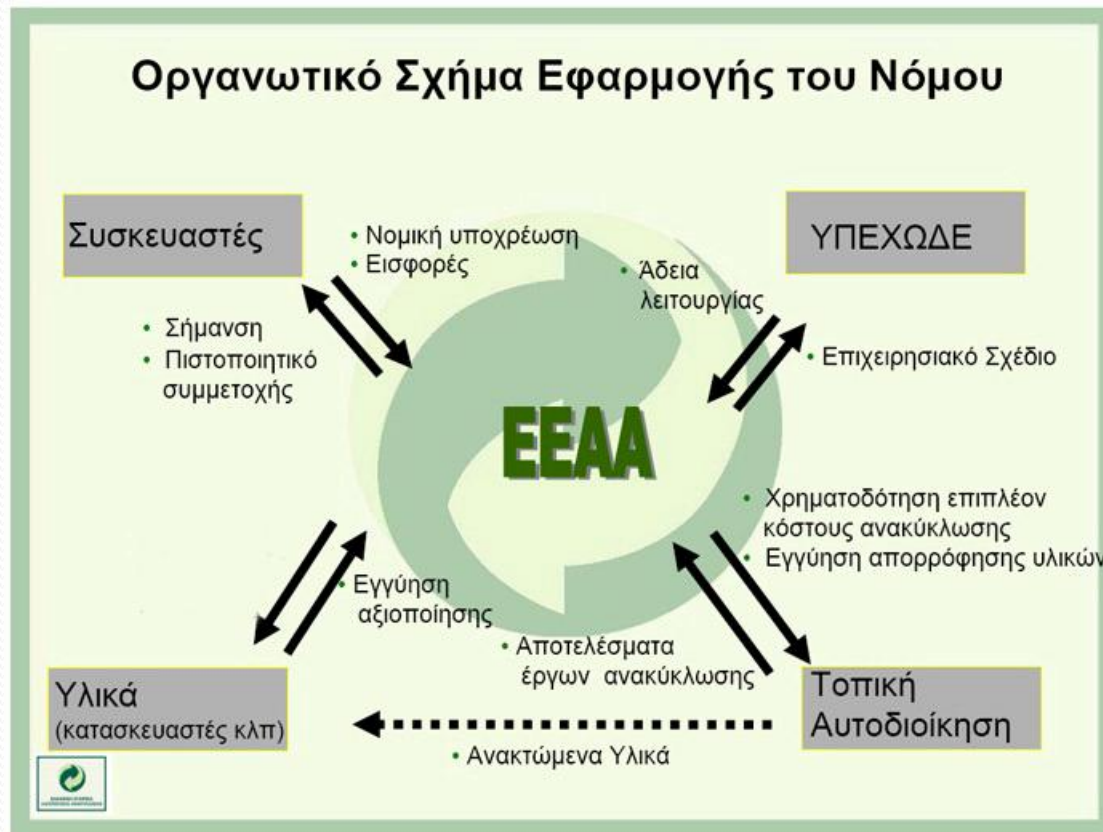 Οργανωτικό Σχήμα Εφαρμογής του Νόμου
Συσκευαστές
• Νομική υποχρέωση
• Εισφορές
• Άδεια
λειτουργίας
ΥΠΕΧΩΔΕ
• Σήμανση
• Πιστοποιητικό
συμμετοχής
• Επιχειρησιακό Σχέδιο
ΕΕΑΑ
• Χρηματοδότηση επιπλέον
κόστους ανακύκλωσης
• Εγγύηση απορρόφησης υλικών
• Εγγύηση
αξιοποίησης
• Αποτελέσματα
έργων ανακύκλωσης
Υλικά
(κατασκευαστές κλπ)
Τοπική
Αυτοδιοίκηση
• Ανακτώμενα Υλικά